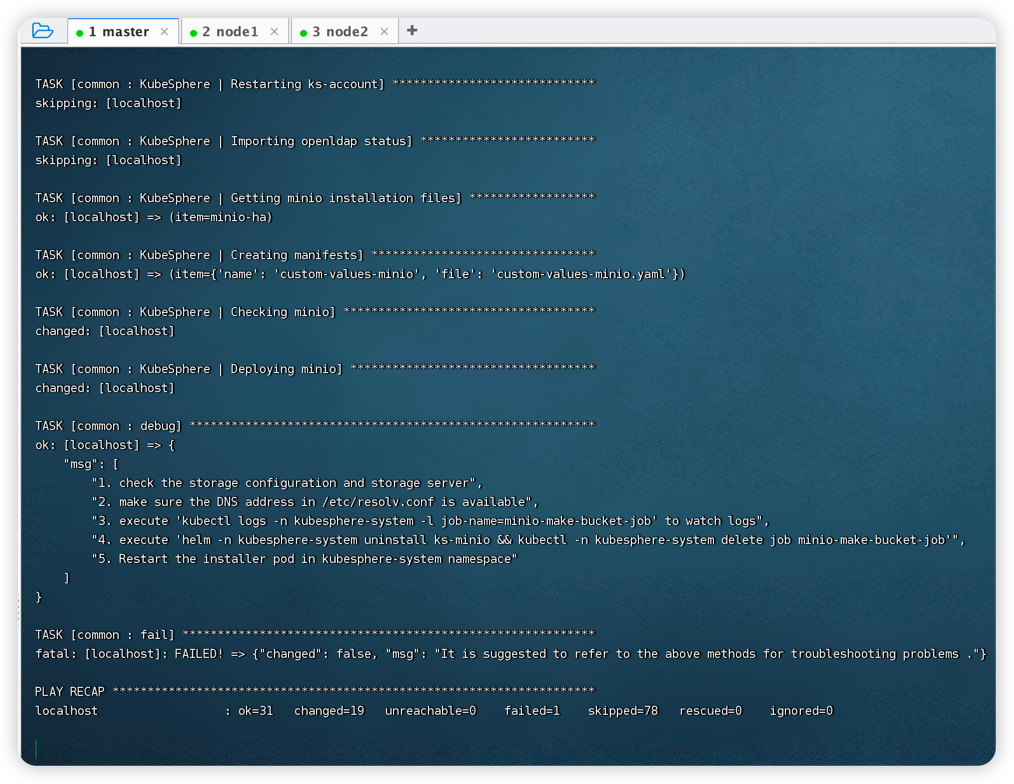 1 master × 2 node1 × 3 node2 × +
TASK [common : KubeSphere | Restarting ks-account] *****************************
skipping: [localhost]
TASK [common : KubeSphere | Importing openldap status] *************************
skipping: [localhost]
TASK [common : KubeSphere | Getting minio installation files] ******************
ok: [localhost] => (item=minio-ha)
TASK [common : KubeSphere | Creating manifests] ********************************
ok: [localhost] => (item={'name': 'custom-values-minio', 'file': 'custom-values-minio.yaml'})
TASK [common : KubeSphere | Checking minio] ************************************
changed: [localhost]
TASK [common : KubeSphere | Deploying minio] ***********************************
changed: [localhost]
TASK [common : debug] **********************************************************
ok: [localhost] => {
    "msg": [
        "1. check the storage configuration and storage server",
        "2. make sure the DNS address in /etc/resolv.conf is available",
        "3. execute 'kubectl logs -n kubesphere-system -l job-name=minio-make-bucket-job' to watch logs",
        "4. execute 'helm -n kubesphere-system uninstall ks-minio && kubectl -n kubesphere-system delete job minio-make-bucket-job'",
        "5. Restart the installer pod in kubesphere-system namespace"
    ]
}
TASK [common : fail] ***********************************************************
fatal: [localhost]: FAILED! => {"changed": false, "msg": "It is suggested to refer to the above methods for troubleshooting problems ."}
PLAY RECAP *********************************************************************
localhost                  : ok=31   changed=19   unreachable=0    failed=1    skipped=78   rescued=0    ignored=0